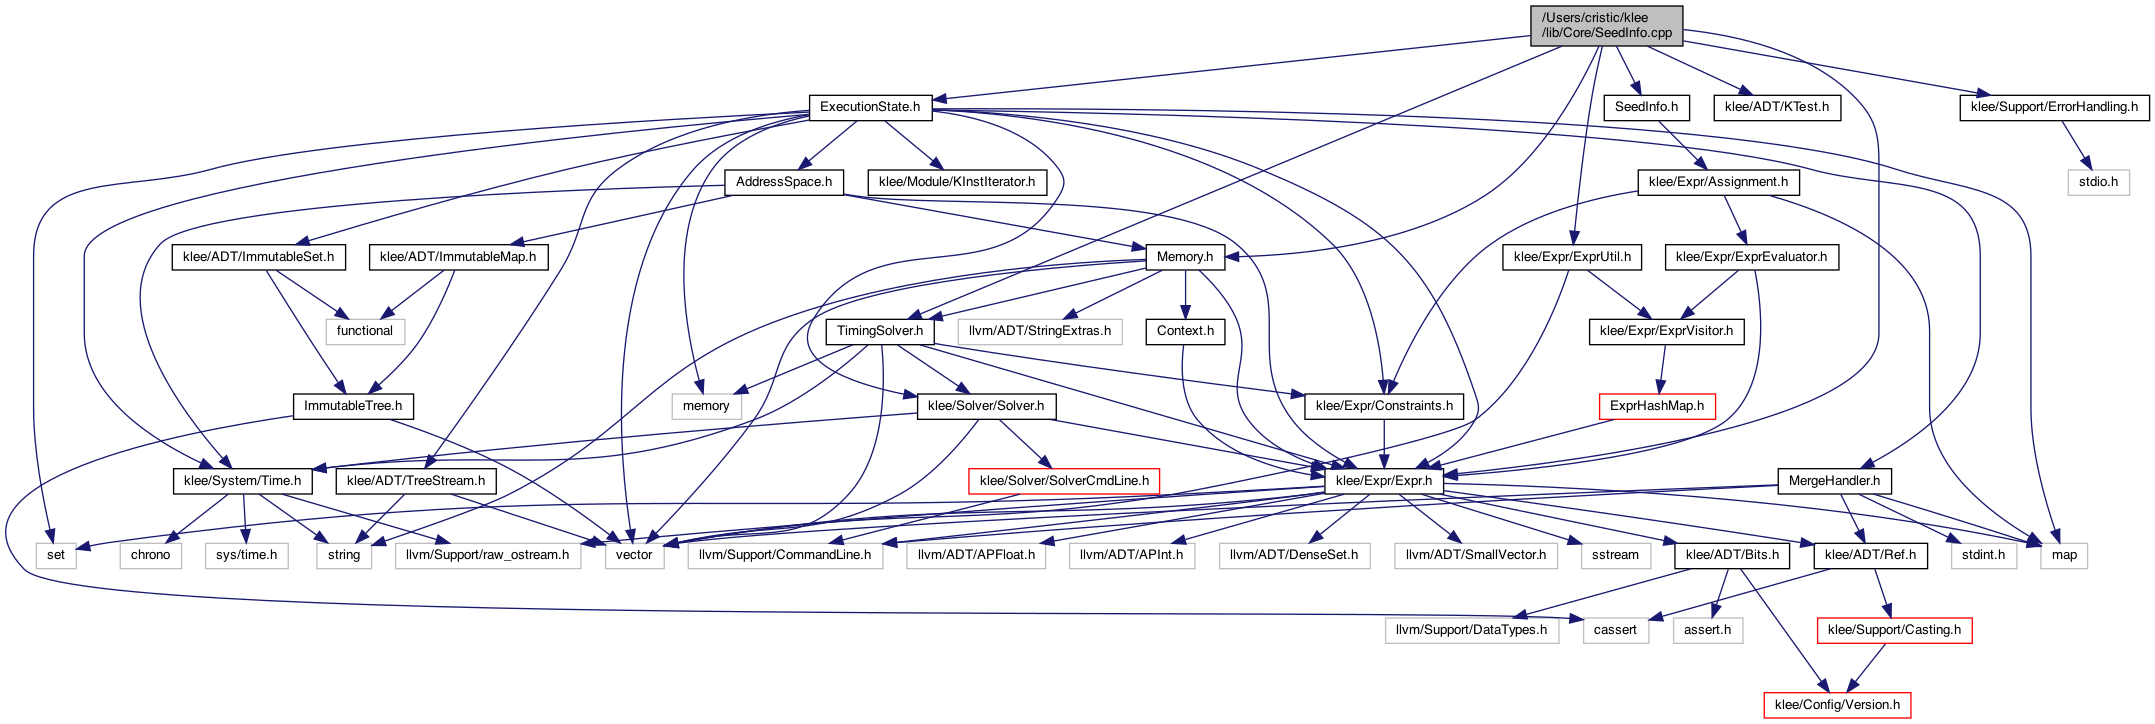 /Users/cristic/klee
/lib/Core/SeedInfo.cpp
ExecutionState.h
SeedInfo.h
klee/ADT/KTest.h
klee/Support/ErrorHandling.h
AddressSpace.h
klee/Module/KInstIterator.h
klee/Expr/Assignment.h
stdio.h
klee/ADT/ImmutableSet.h
klee/ADT/ImmutableMap.h
Memory.h
klee/Expr/ExprUtil.h
klee/Expr/ExprEvaluator.h
functional
TimingSolver.h
llvm/ADT/StringExtras.h
Context.h
klee/Expr/ExprVisitor.h
ImmutableTree.h
memory
klee/Solver/Solver.h
klee/Expr/Constraints.h
ExprHashMap.h
klee/System/Time.h
klee/ADT/TreeStream.h
klee/Solver/SolverCmdLine.h
klee/Expr/Expr.h
MergeHandler.h
set
chrono
sys/time.h
string
llvm/Support/raw_ostream.h
vector
llvm/Support/CommandLine.h
llvm/ADT/APFloat.h
llvm/ADT/APInt.h
llvm/ADT/DenseSet.h
llvm/ADT/SmallVector.h
sstream
klee/ADT/Bits.h
klee/ADT/Ref.h
stdint.h
map
llvm/Support/DataTypes.h
cassert
assert.h
klee/Support/Casting.h
klee/Config/Version.h